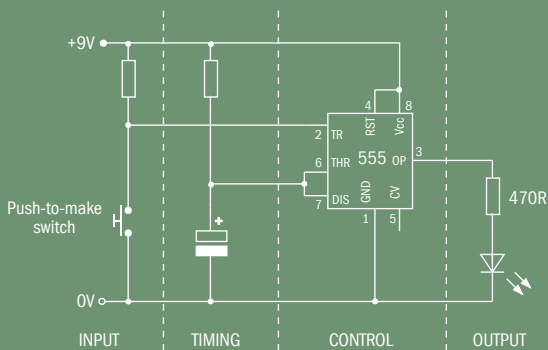 +9V
4
8
RST
Vcc
2
TR
3
6
THR
555
OP
7
DIS
GND
CV
1
5
470R
Push-to-make
switch
+
0V
INPUT
TIMING
CONTROL
OUTPUT